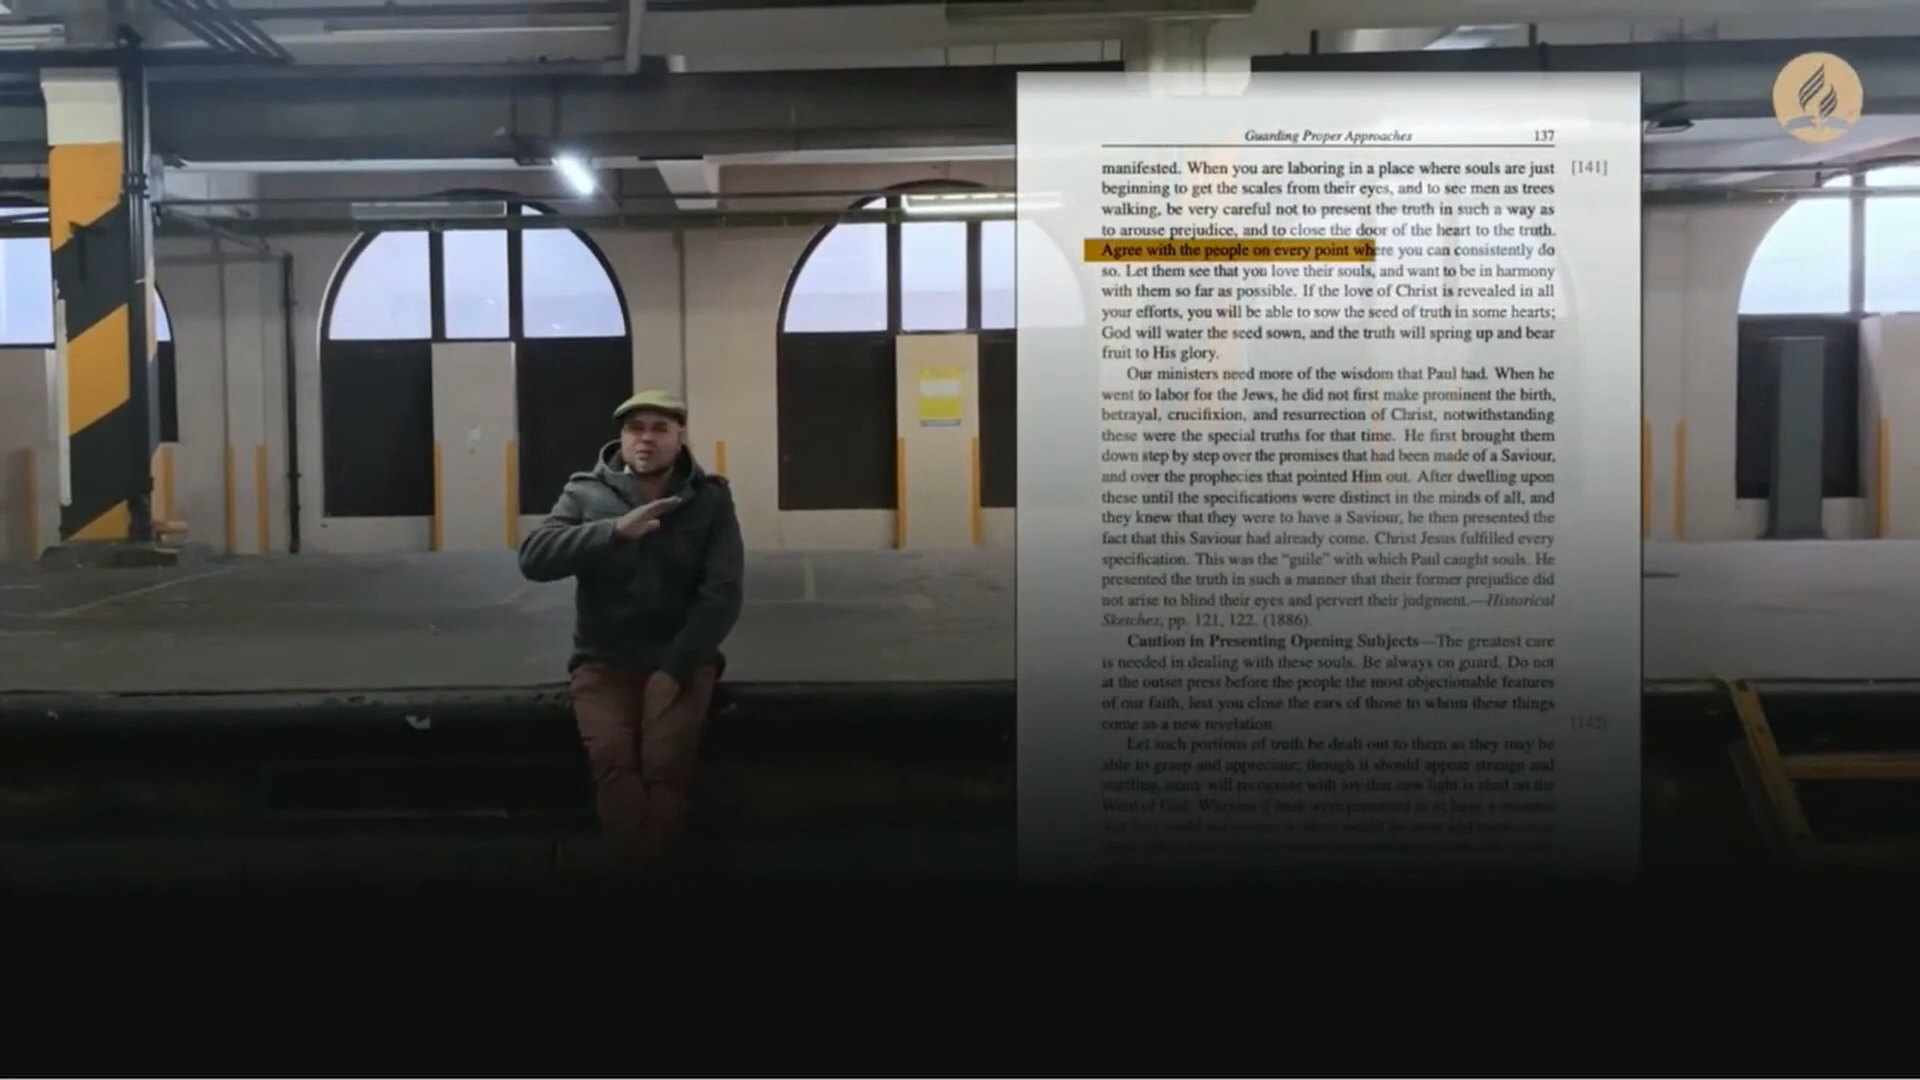 Guarding Proper Approaches 137
manifested. When you are laboring in a place where souls are just [141]
beginning to get the scales from their eyes, and to see men as trees
walking, be very careful not to present the truth in such a way as
to arouse prejudice, and to close the door of the heart to the truth.
Agree with the people on every point where you can consistently do
so. Let them see that you love their souls, and want to be in harmony
with them so far as possible. If the love of Christ is revealed in all
your efforts, you will be able to sow the seed of truth in some hearts;
God will water the seed sown, and the truth will spring up and bear
fruit to His glory.
Our ministers need more of the wisdom that Paul had. When he
went to labor for the Jews, he did not first make prominent the birth,
betrayal, crucifixion, and resurrection of Christ, notwithstanding
these were the special truths for that time. He first brought them
down step by step over the promises that had been made of a Saviour,
and over the prophecies that pointed Him out. After dwelling upon
these until the specifications were distinct in the minds of all, and
they knew that they were to have a Saviour, he then presented the
fact that this Saviour had already come. Christ Jesus fulfilled every
specification. This was the “guile” with which Paul caught souls. He
presented the truth in such a manner that their former prejudice did
not arise to blind their eyes and pervert their judgment.—Historical
Sketches, pp. 121, 122. (1886).
Caution in Presenting Opening Subjects—The greatest care
is needed in dealing with these souls. Be always on guard. Do not
at the outset press before the people the most objectionable features
of our faith, lest you close the ears of those to whom these things
come as a new revelation. [142]
Let such portions of truth be dealt out to them as they may be
able to grasp and appreciate; though it should appear strange and
startling, many will recognize with joy that new light is shed on the
Word of God. Whereas if truth were presented in so large a measure